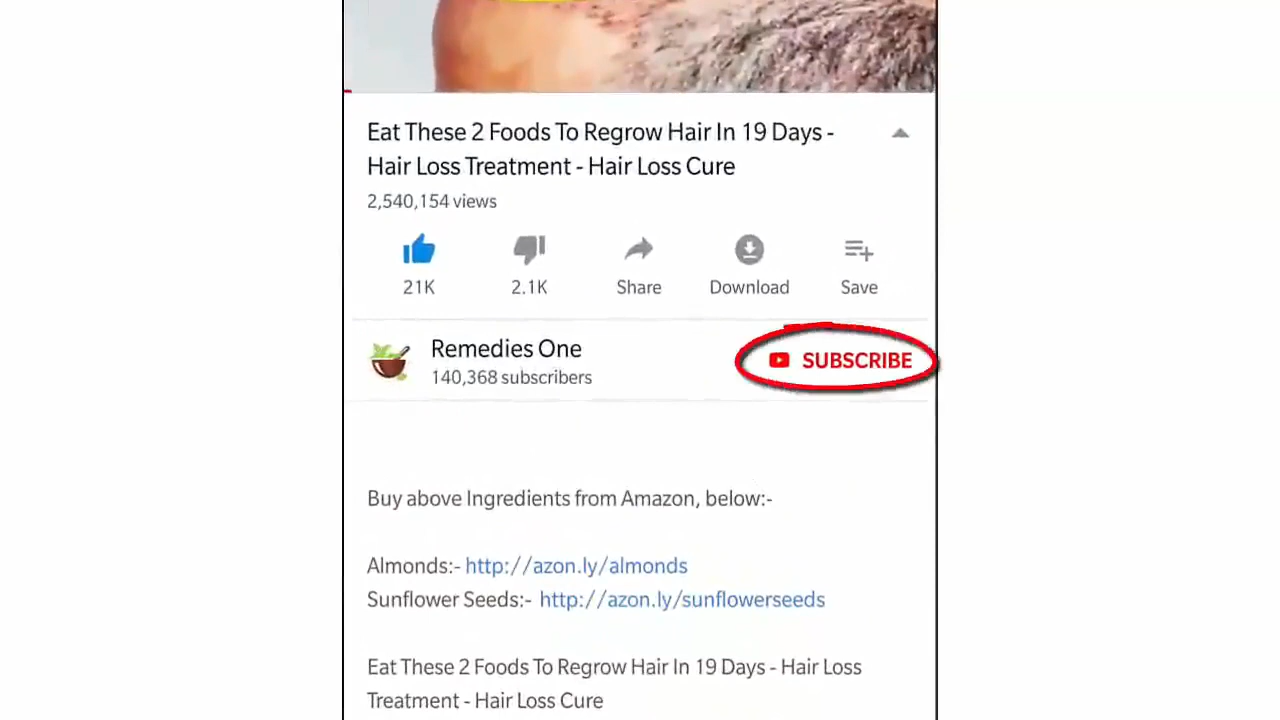 Eat These 2 Foods To Regrow Hair In 19 Days -
Hair Loss Treatment - Hair Loss Cure
2,540,154 views
21K
2.1K
Share
Download
Save
Remedies One
140,368 subscribers
SUBSCRIBE
Buy above Ingredients from Amazon, below:-
Almonds:- http://azon.ly/almonds
Sunflower Seeds:- http://azon.ly/sunflowerseeds
Eat These 2 Foods To Regrow Hair In 19 Days - Hair Loss
Treatment - Hair Loss Cure